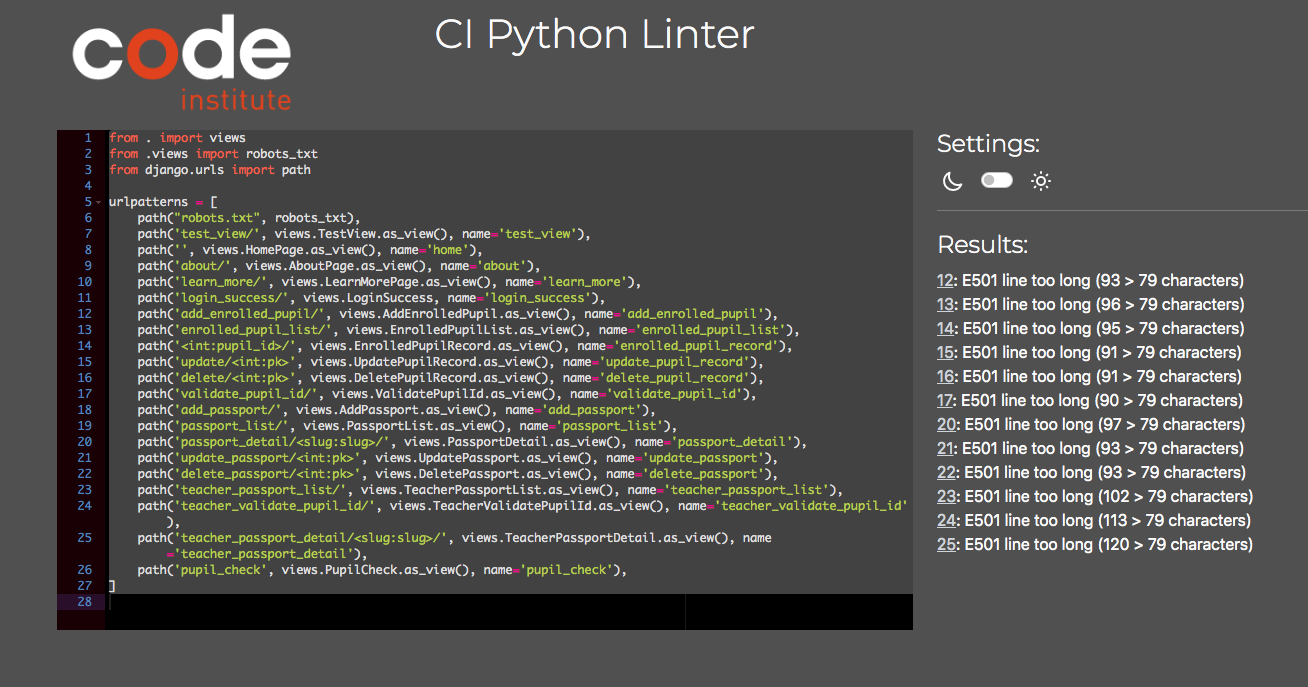 code
institute
CI Python Linter
1 from . import views
2 from .views import robots_txt
3 from django.urls import path
4
5 urlpatterns = [
6 path("robots.txt", robots_txt),
7 path('test_view/', views.TestView.as_view(), name='test_view'),
8 path('', views.HomePage.as_view(), name='home'),
9 path('about/', views.AboutPage.as_view(), name='about'),
10 path('learn_more/', views.LearnMorePage.as_view(), name='learn_more'),
11 path('login_success/', views.LoginSuccess, name='login_success'),
12 path('add_enrolled_pupil/', views.AddEnrolledPupil.as_view(), name='add_enrolled_pupil'),
13 path('enrolled_pupil_list/', views.EnrolledPupilList.as_view(), name='enrolled_pupil_list'),
14 path('<int:pupil_id>/', views.EnrolledPupilRecord.as_view(), name='enrolled_pupil_record'),
15 path('update/<int:pk>', views.UpdatePupilRecord.as_view(), name='update_pupil_record'),
16 path('delete/<int:pk>', views.DeletePupilRecord.as_view(), name='delete_pupil_record'),
17 path('validate_pupil_id/', views.ValidatePupilId.as_view(), name='validate_pupil_id'),
18 path('add_passport/', views.AddPassport.as_view(), name='add_passport'),
19 path('passport_list/', views.PassportList.as_view(), name='passport_list'),
20 path('passport_detail/<slug:slug>/', views.PassportDetail.as_view(), name='passport_detail'),
21 path('update_passport/<int:pk>', views.UpdatePassport.as_view(), name='update_passport'),
22 path('delete_passport/<int:pk>', views.DeletePassport.as_view(), name='delete_passport'),
23 path('teacher_passport_list/', views.TeacherPassportList.as_view(), name='teacher_passport_list'),
24 path('teacher_validate_pupil_id/', views.TeacherValidatePupilId.as_view(), name='teacher_validate_pupil_id'
),
25 path('teacher_passport_detail/<slug:slug>/', views.TeacherPassportDetail.as_view(), name
='teacher_passport_detail'),
26 path('pupil_check', views.PupilCheck.as_view(), name='pupil_check'),
27 ]
28
Settings:
Results:
12: E501 line too long (93 > 79 characters)
13: E501 line too long (96 > 79 characters)
14: E501 line too long (95 > 79 characters)
15: E501 line too long (91 > 79 characters)
16: E501 line too long (91 > 79 characters)
17: E501 line too long (90 > 79 characters)
20: E501 line too long (97 > 79 characters)
21: E501 line too long (93 > 79 characters)
22: E501 line too long (93 > 79 characters)
23: E501 line too long (102 > 79 characters)
24: E501 line too long (113 > 79 characters)
25: E501 line too long (120 > 79 characters)